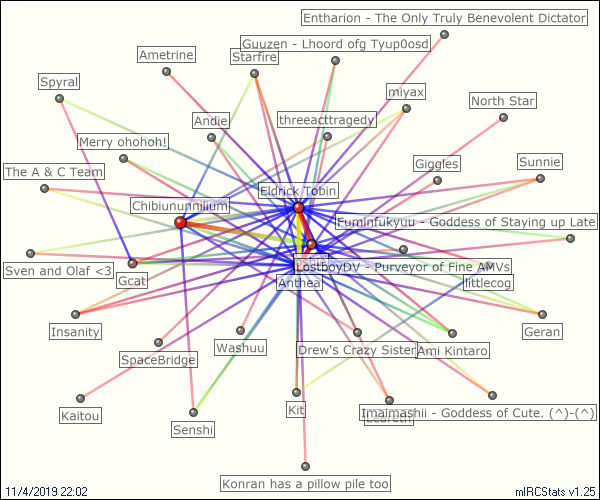 Entharion - The Only Truly Benevolent Dictator
Guuzen - Lhoord ofg Tyup0osd
Ametrine
Starfire
Spyral
miyax
North Star
Andie
threeacttragedy
Merry ohohoh!
Giggles
Sunnie
The A & C Team
Eldrick Tobin
Chibiununnilium
Fuminfukyuu - Goddess of Staying up Late
Sven and Olaf <3
LostboyDV - Purveyor of Fine AMVs
Gcat
Anthea
littlecog
Insanity
Geran
Washuu
Drew's Crazy Sister
Ami Kintaro
SpaceBridge
Kaitou
Senshi
Kit
Imaimashii - Goddess of Cute. (^)-(^)
Konran has a pillow pile too
11/4/2019 22:02
mIRCStats v1.25